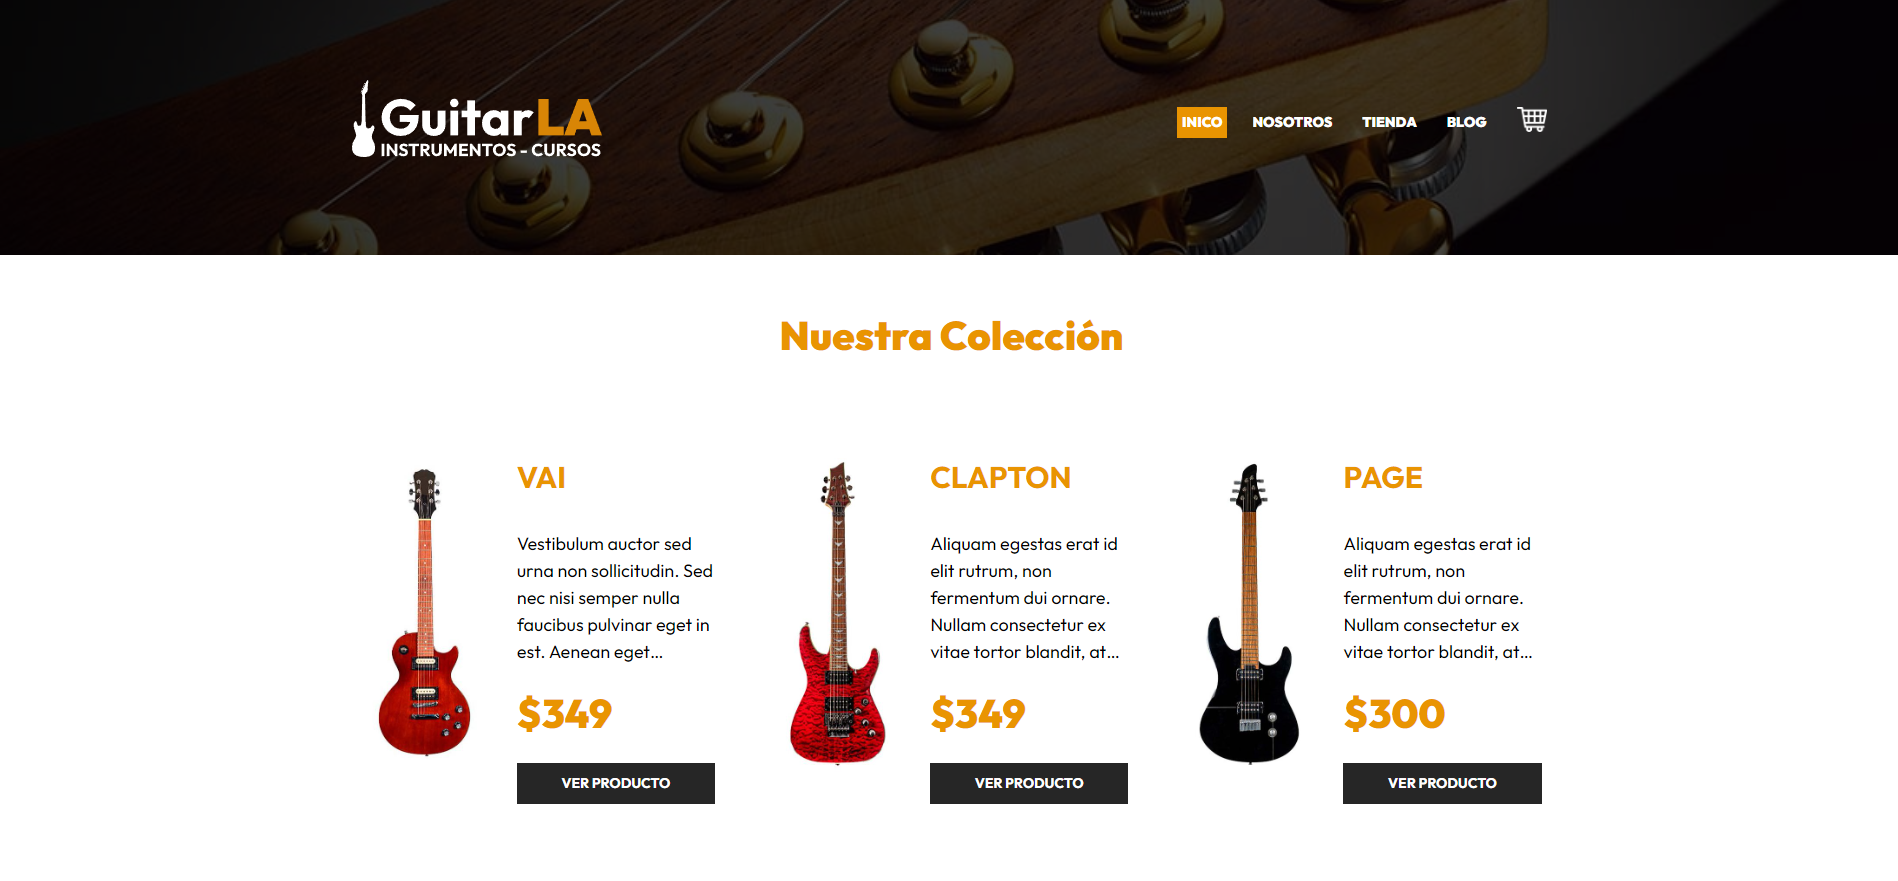 GuitarLA
INSTRUMENTOS - CURSOS
INICO NOSOTROS TIENDA BLOG
Nuestra Colección
VAI
Vestibulum auctor sed
urna non sollicitudin. Sed
nec nisi semper nulla
faucibus pulvinar eget in
est. Aenean eget...
$349
VER PRODUCTO
CLAPTON
Aliquam egestas erat id
elit rutrum, non
fermentum dui ornare.
Nullam consectetur ex
vitae tortor blandit, at...
$349
VER PRODUCTO
PAGE
Aliquam egestas erat id
elit rutrum, non
fermentum dui ornare.
Nullam consectetur ex
vitae tortor blandit, at...
$300
VER PRODUCTO